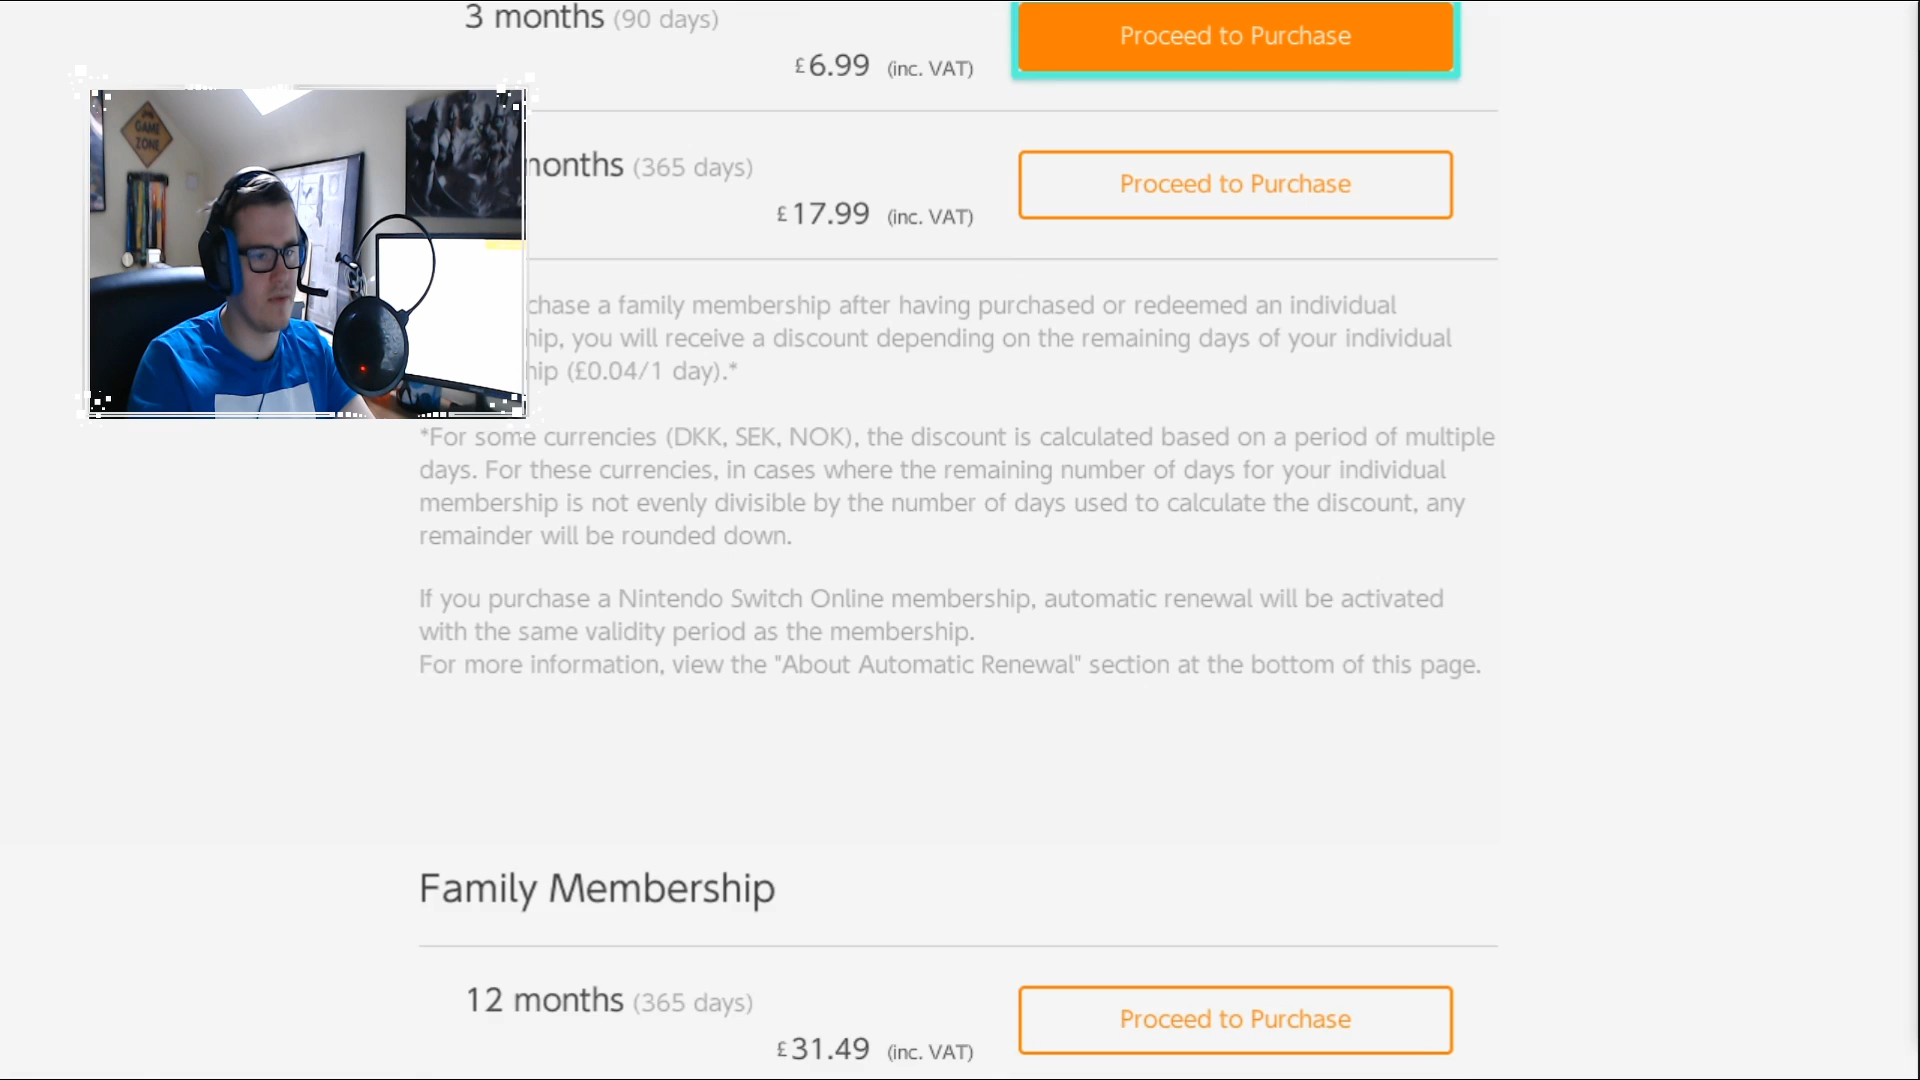 3 months (90 days)
Proceed to Purchase
£6.99 (inc. VAT)
GAME
ZONE
months (365 days)
Proceed to Purchase
£17.99 (inc. VAT)
chase a family membership after having purchased or redeemed an individual
hip, you will receive a discount depending on the remaining days of your individual
hip (£0.04/1 day).*
*For some currencies (DKK, SEK, NOK), the discount is calculated based on a period of multiple
days. For these currencies, in cases where the remaining number of days for your individual
membership is not evenly divisible by the number of days used to calculate the discount, any
remainder will be rounded down.
If you purchase a Nintendo Switch Online membership, automatic renewal will be activated
with the same validity period as the membership.
For more information, view the "About Automatic Renewal" section at the bottom of this page.
Family Membership
12 months (365 days)
Proceed to Purchase
£31.49 (inc. VAT)